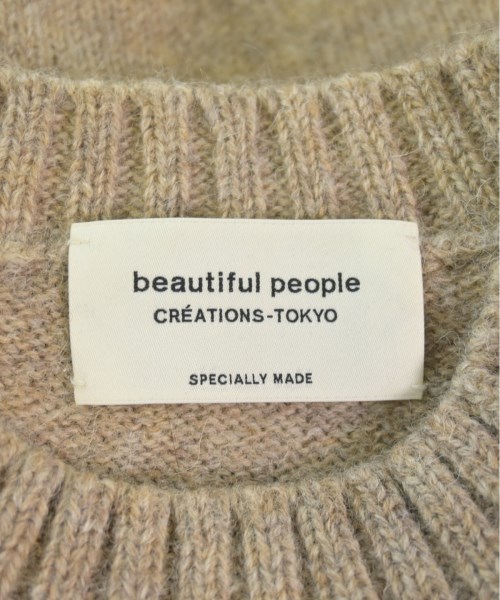 beautiful people
CRÉATIONS-TOKYO
SPECIALLY MADE